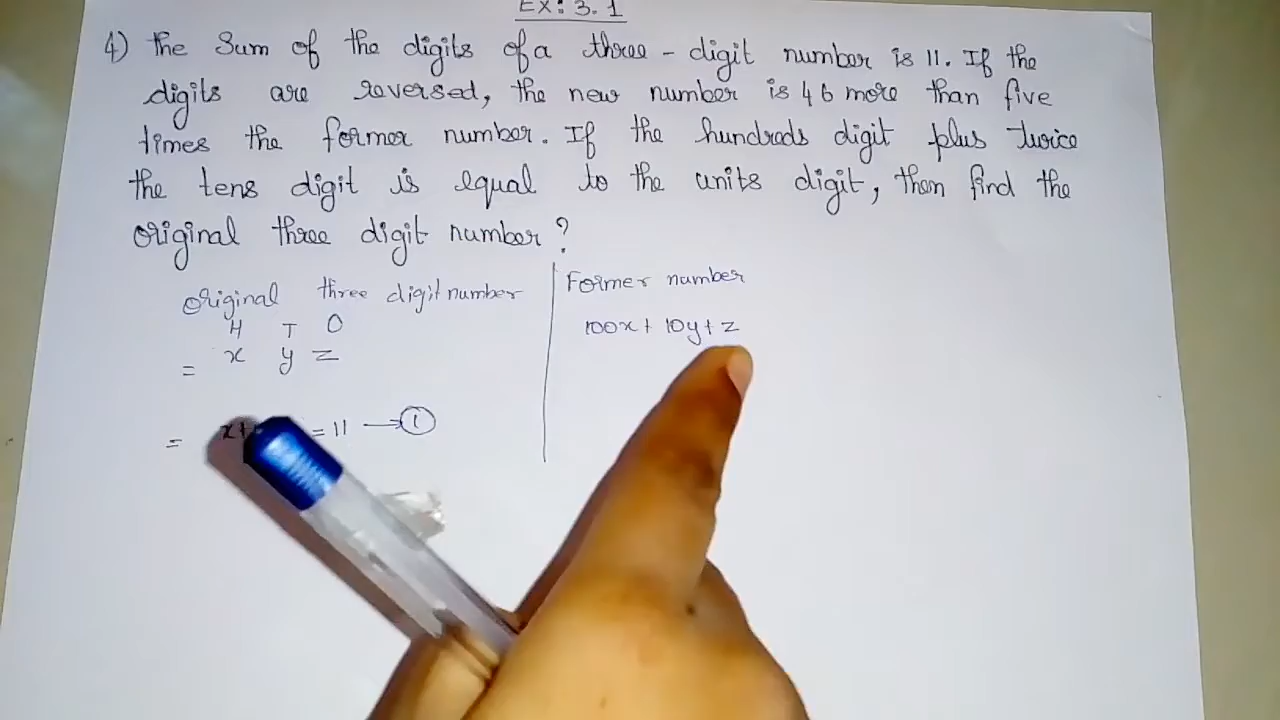 Ex: 3.1
4) The Sum of the digits of a three-digit number is 11. If the
digits are reversed, the new number is 46 more than five
times the former number. If the hundreds digit plus twice
the tens digit is equal to the units digit, then find the
original three digit number?
original three digit number
H T O
= x y z
= x+ =11 → 1
Former number
100x + 10y + z